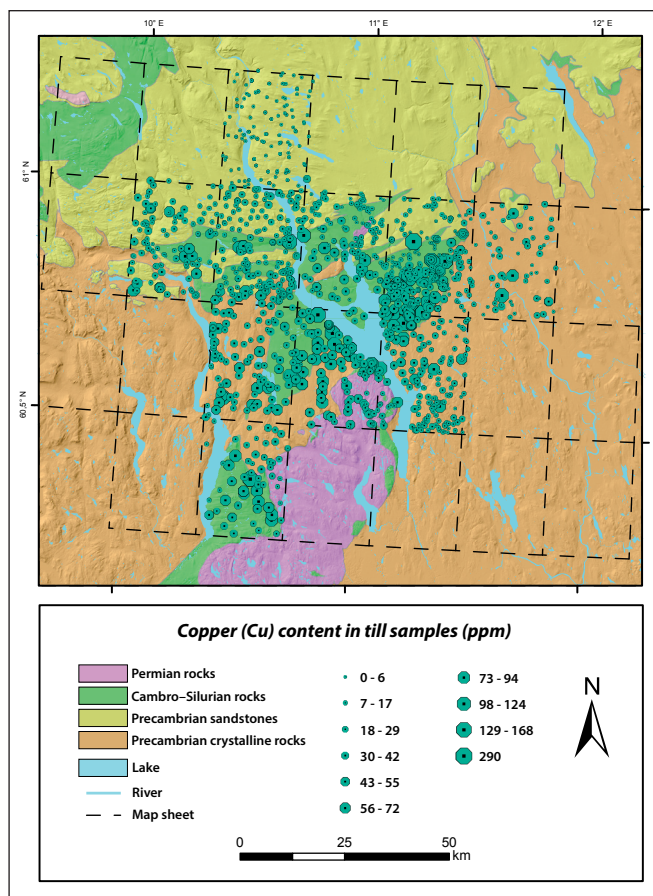 10° E 11° E 12° E
61° N
60.5° N
Copper (Cu) content in till samples (ppm)
Permian rocks
Cambro–Silurian rocks
Precambrian sandstones
Precambrian crystalline rocks
Lake
River
Map sheet
0 - 6
7 - 17
18 - 29
30 - 42
43 - 55
56 - 72
73 - 94
98 - 124
129 - 168
290
N
0 25 50
km